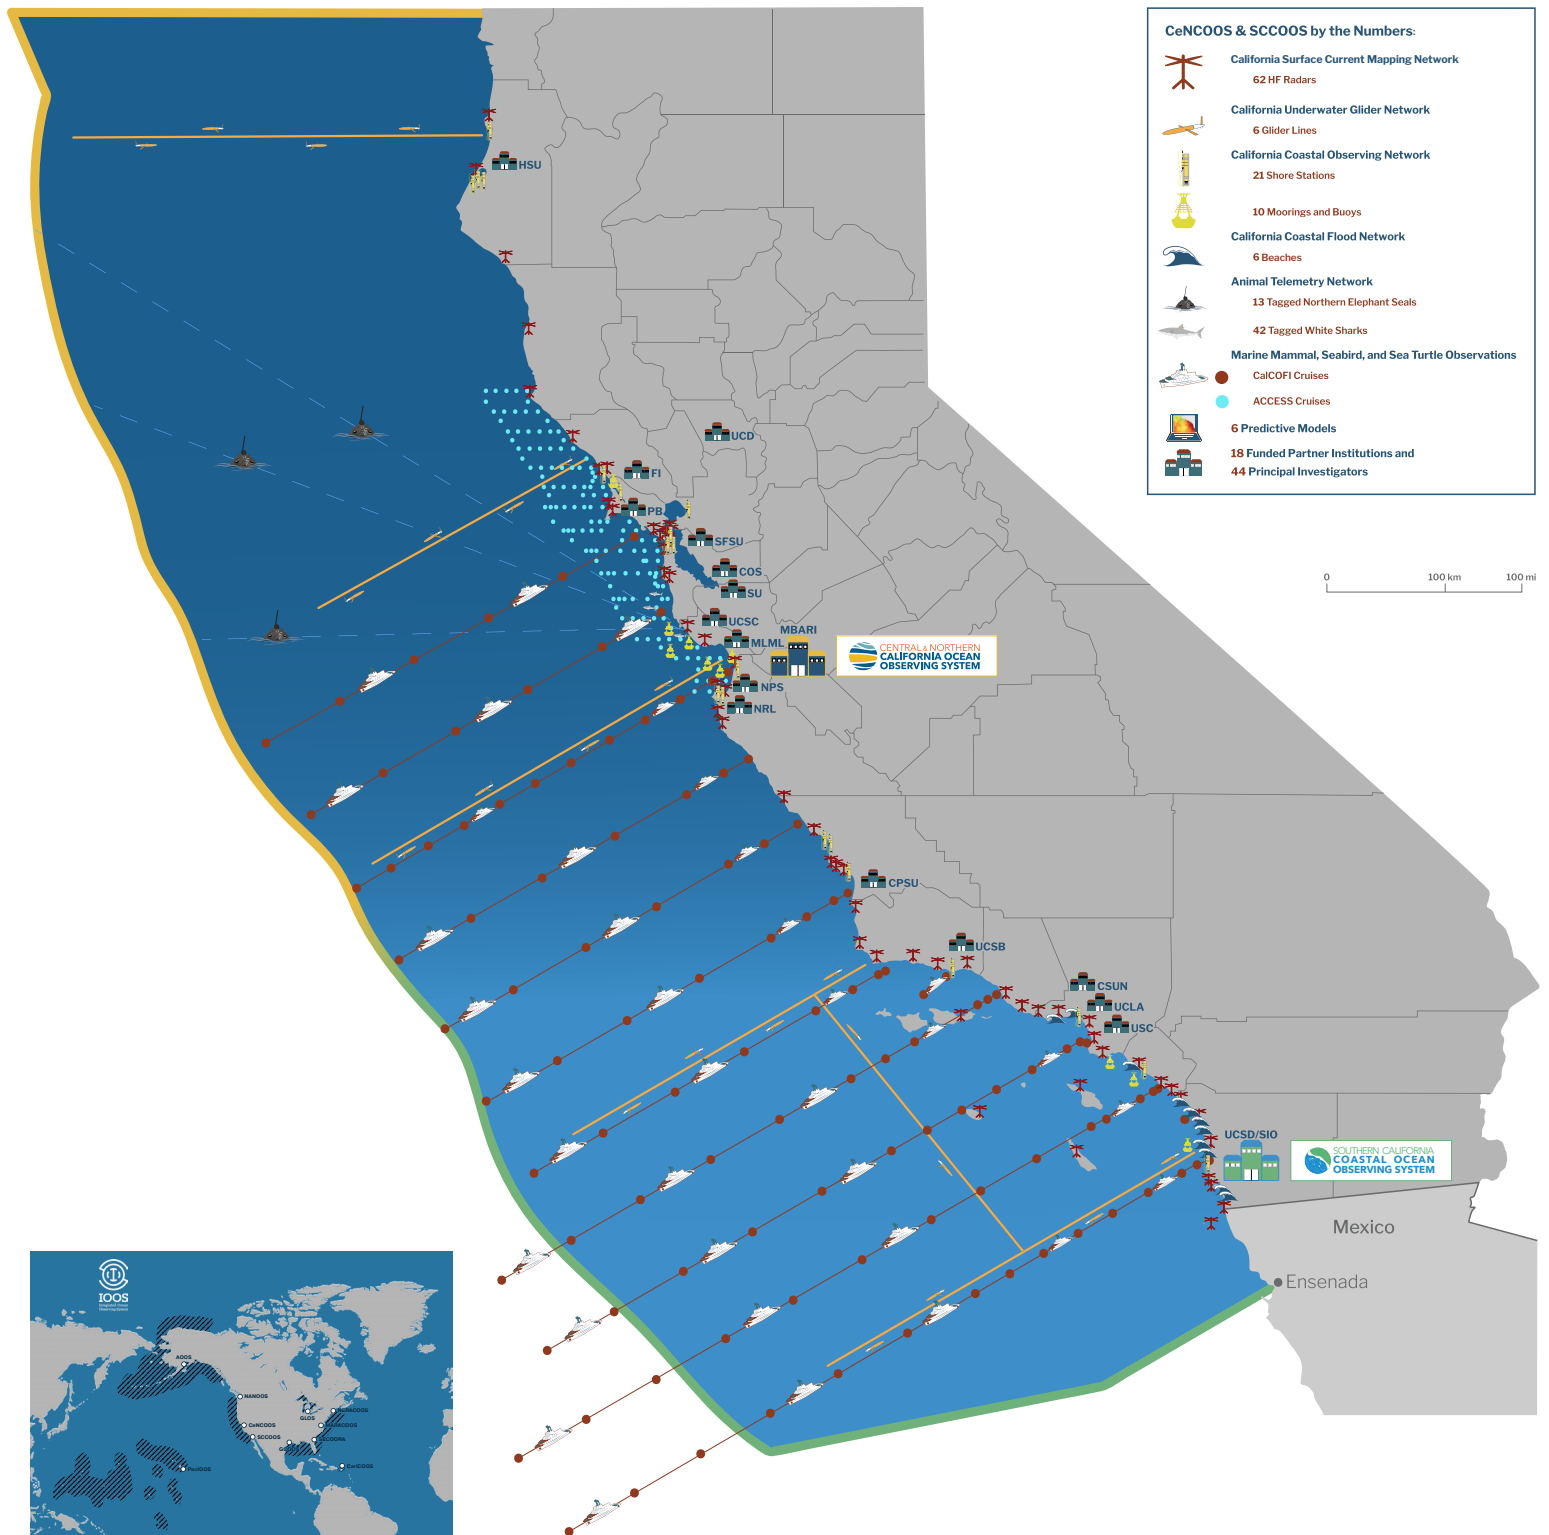 CeNCOOS & SCCOOS by the Numbers:
California Surface Current Mapping Network
62 HF Radars
California Underwater Glider Network
6 Glider Lines
California Coastal Observing Network
21 Shore Stations
10 Moorings and Buoys
California Coastal Flood Network
6 Beaches
Animal Telemetry Network
13 Tagged Northern Elephant Seals
42 Tagged White Sharks
Marine Mammal, Seabird, and Sea Turtle Observations
CalCOFI Cruises
ACCESS Cruises
6 Predictive Models
18 Funded Partner Institutions and
44 Principal Investigators
0
100 km
100 mi
HSU
UCD
FI
PB
SFSU
COS
SU
UCSC
MLML
MBARI
CENTRAL & NORTHERN
CALIFORNIA OCEAN
OBSERVING SYSTEM
NPS
NRL
CPSU
UCSB
CSUN
UCLA
USC
UCSD/SIO
SOUTHERN CALIFORNIA
COASTAL OCEAN
OBSERVING SYSTEM
Mexico
Ensenada
IOOS
Integrated Ocean
Observing System
AOOS
NANOOS
CeNCOOS
SCCOOS
GLOS
NERACOOS
MARACOOS
SECOORA
CariCOOS
PacIOOS